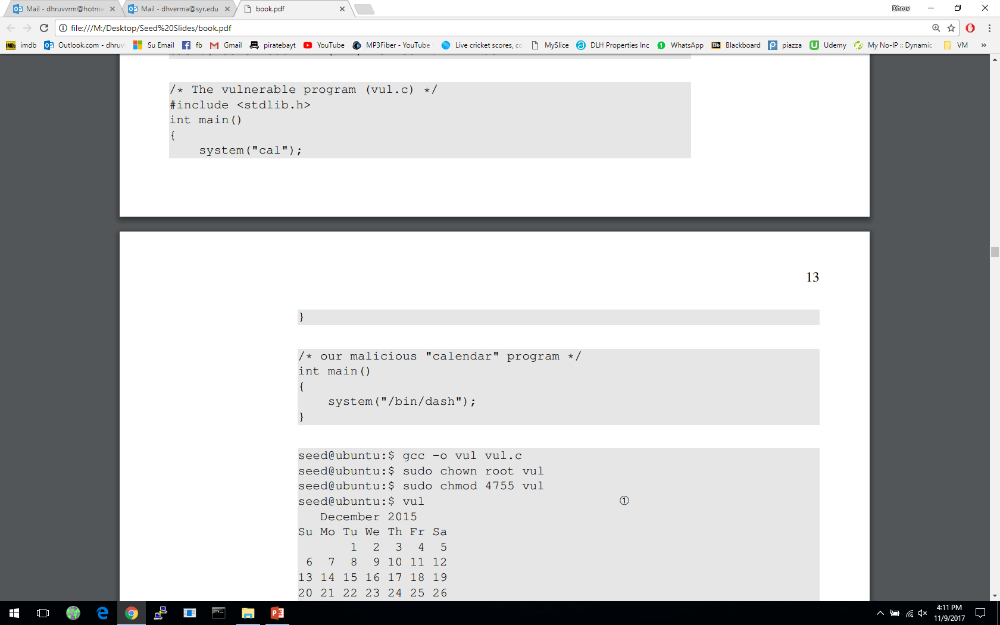 Mail - dhruvvrm@hotma
Mail - dhverma@syr.edu
book.pdf
Dhruv
file:///M:/Desktop/Seed%20Slides/book.pdf
IMDb imdb Outlook.com - dhruv Su Email fb Gmail piratebayt YouTube MP3Fiber - YouTube Live cricket scores, co MySlice DLH Properties Inc WhatsApp Bb Blackboard piazza Udemy My No-IP :: Dynamic VM »
/* The vulnerable program (vul.c) */
#include <stdlib.h>
int main()
{
system("cal");
13
}
/* our malicious "calendar" program */
int main()
{
system("/bin/dash");
}
seed@ubuntu:$ gcc -o vul vul.c
seed@ubuntu:$ sudo chown root vul
seed@ubuntu:$ sudo chmod 4755 vul
seed@ubuntu:$ vul ①
December 2015
Su Mo Tu We Th Fr Sa
1 2 3 4 5
6 7 8 9 10 11 12
13 14 15 16 17 18 19
20 21 22 23 24 25 26
4:11 PM
11/9/2017